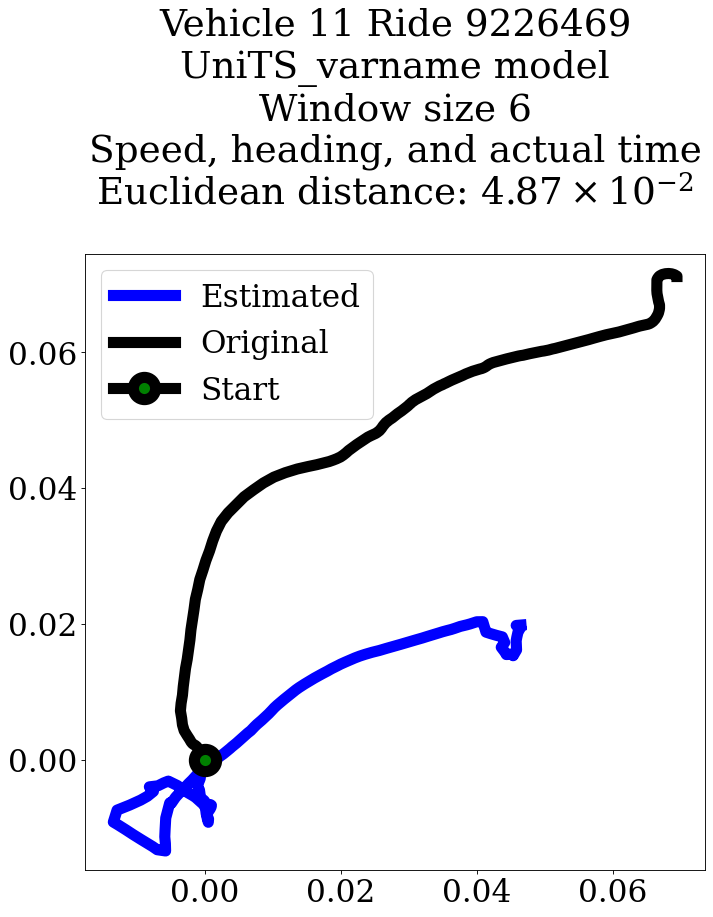 Vehicle 11 Ride 9226469
UniTS_varname model
Window size 6
Speed, heading, and actual time
Euclidean distance: 4.87 × 10⁻²
Estimated
Original
Start
0.06
0.04
0.02
0.00
0.00 0.02 0.04 0.06